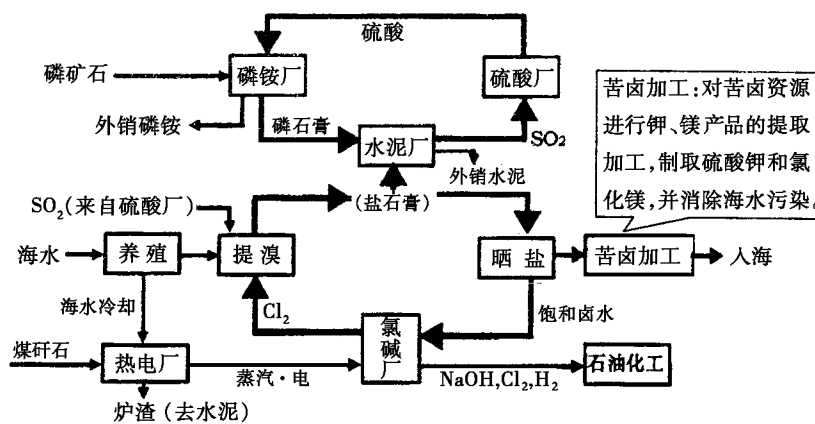 硫酸
磷矿石
磷铵厂
硫酸厂
外销磷铵
磷石膏
水泥厂
SO₂
外销水泥
苦卤加工:对苦卤资源
进行钾、镁产品的提取
加工,制取硫酸钾和氯
化镁,并消除海水污染。
SO₂(来自硫酸厂)
(盐石膏)
海水
养殖
提溴
晒盐
苦卤加工
入海
海水冷却
Cl₂
饱和卤水
氯碱厂
煤矸石
热电厂
蒸汽·电
NaOH,Cl₂,H₂
石油化工
炉渣(去水泥)